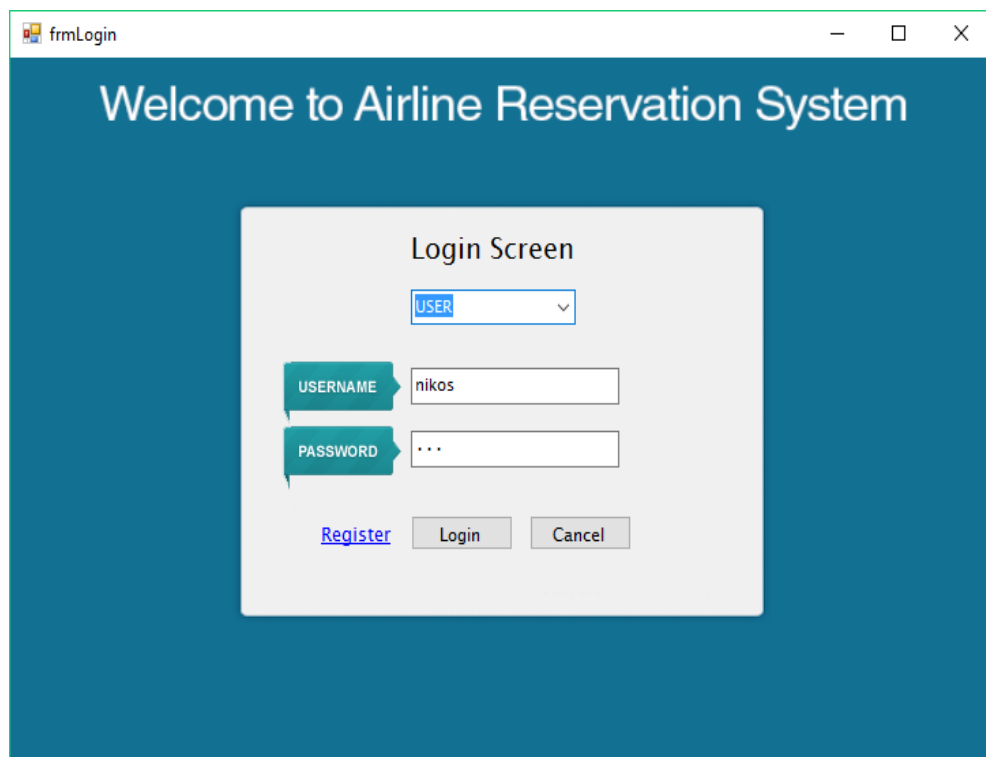 frmLogin
Welcome to Airline Reservation System
Login Screen
USER
USERNAME nikos
PASSWORD ...
Register Login Cancel